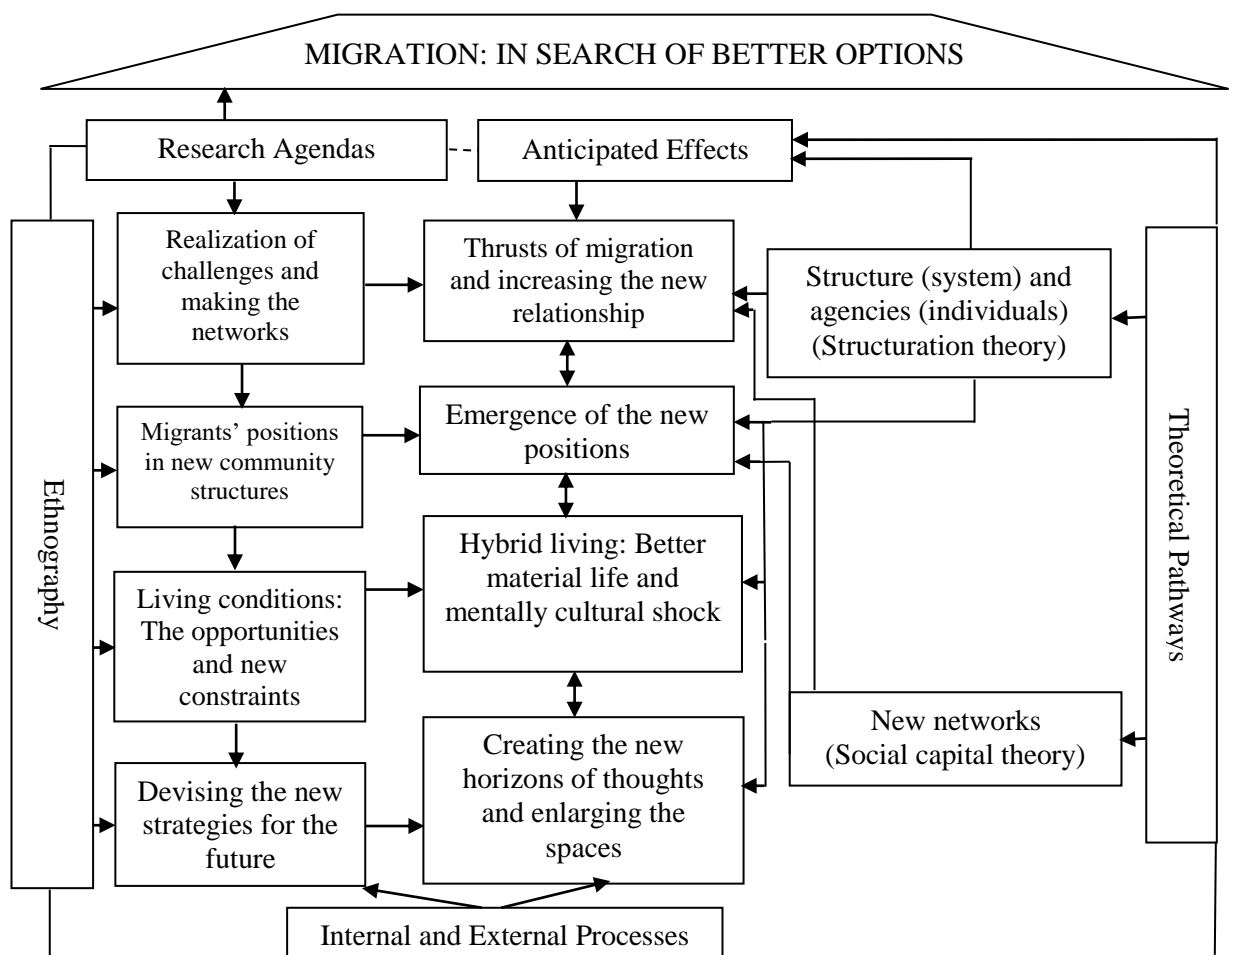 MIGRATION: IN SEARCH OF BETTER OPTIONS
Research Agendas
Anticipated Effects
Realization of
challenges and
making the
networks
Thrusts of migration
and increasing the new
relationship
Structure (system) and
agencies (individuals)
(Structuration theory)
Migrants’ positions
in new community
structures
Emergence of the new
positions
Ethnography
Theoretical Pathways
Living conditions:
The opportunities
and new
constraints
Hybrid living: Better
material life and
mentally cultural shock
New networks
(Social capital theory)
Devising the new
strategies for the
future
Creating the new
horizons of thoughts
and enlarging the
spaces
Internal and External Processes